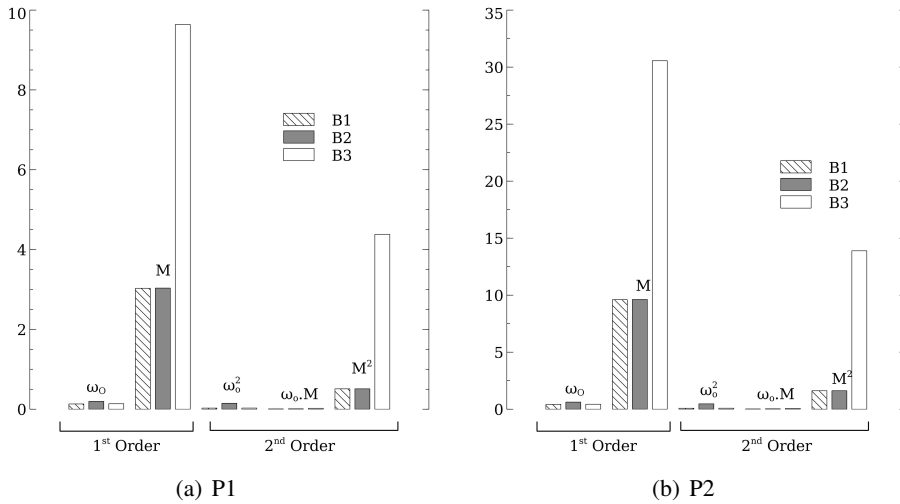 10
8
6
4
2
0
B1
B2
B3
ω_O
M
ω_o^2
ω_o.M
M^2
1^st Order
2^nd Order
(a) P1
35
30
25
20
15
10
5
0
B1
B2
B3
ω_O
M
ω_o^2
ω_o.M
M^2
1^st Order
2^nd Order
(b) P2